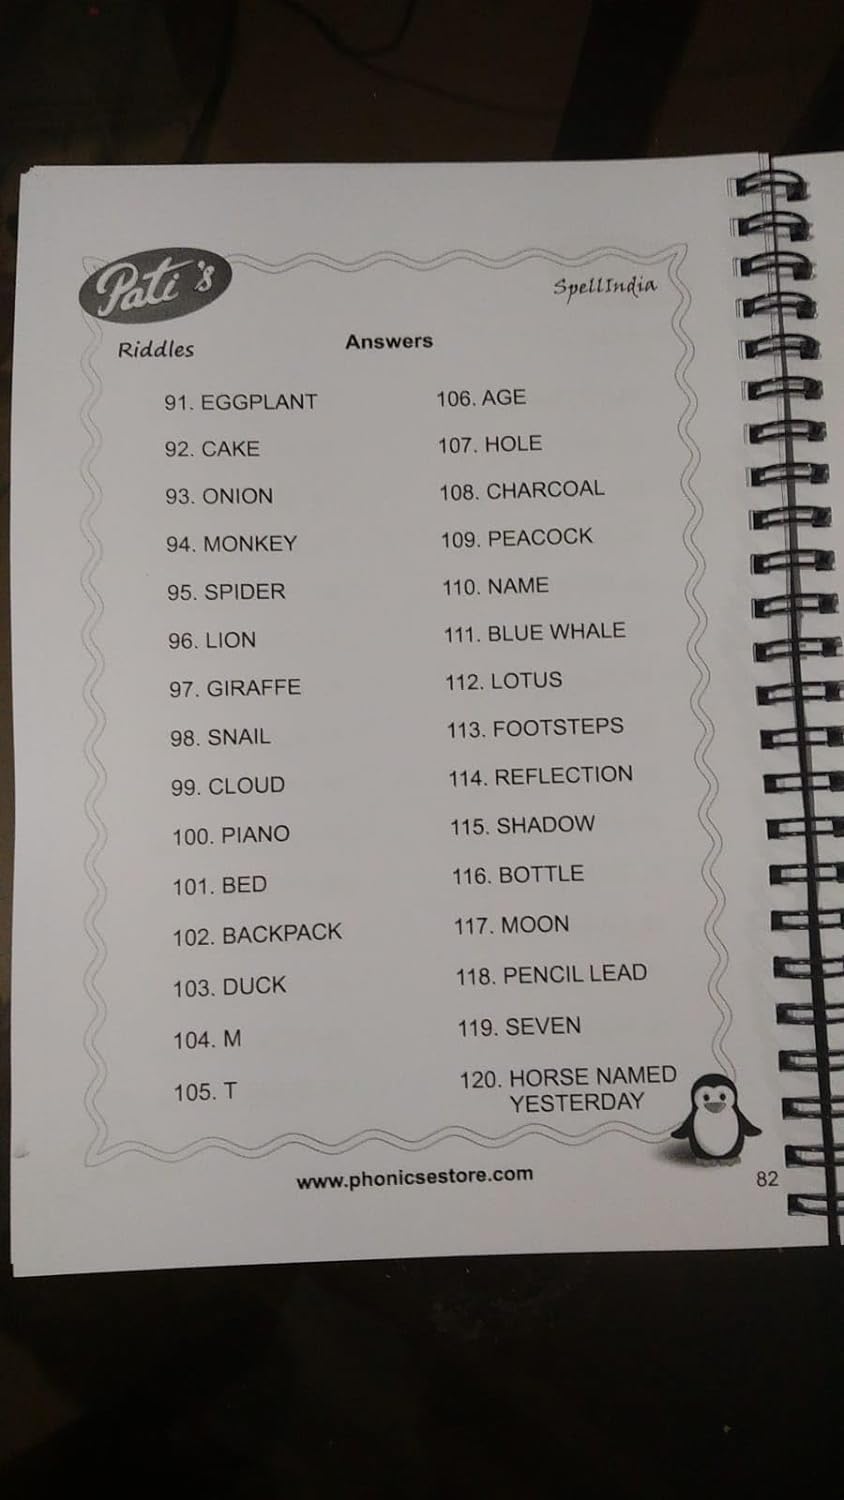 Pati's
SpellIndia
Riddles
Answers
91. EGGPLANT
92. CAKE
93. ONION
94. MONKEY
95. SPIDER
96. LION
97. GIRAFFE
98. SNAIL
99. CLOUD
100. PIANO
101. BED
102. BACKPACK
103. DUCK
104. M
105. T
106. AGE
107. HOLE
108. CHARCOAL
109. PEACOCK
110. NAME
111. BLUE WHALE
112. LOTUS
113. FOOTSTEPS
114. REFLECTION
115. SHADOW
116. BOTTLE
117. MOON
118. PENCIL LEAD
119. SEVEN
120. HORSE NAMED
YESTERDAY
www.phonicsestore.com
82